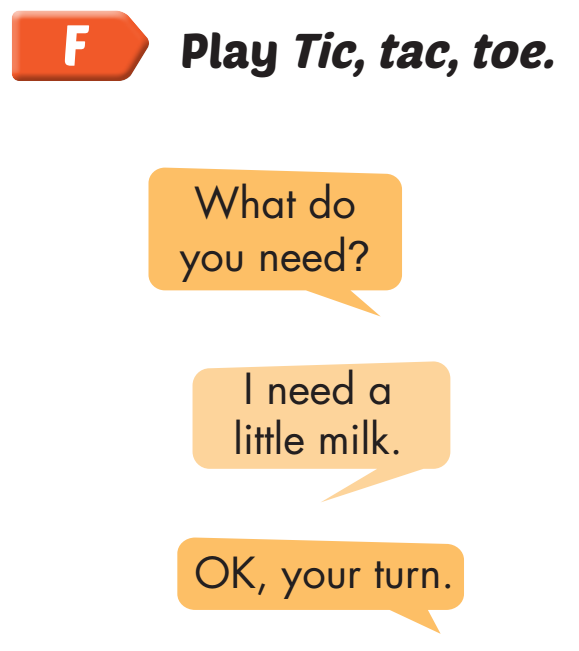 F Play Tic, tac, toe.
What do
you need?
I need a
little milk.
OK, your turn.